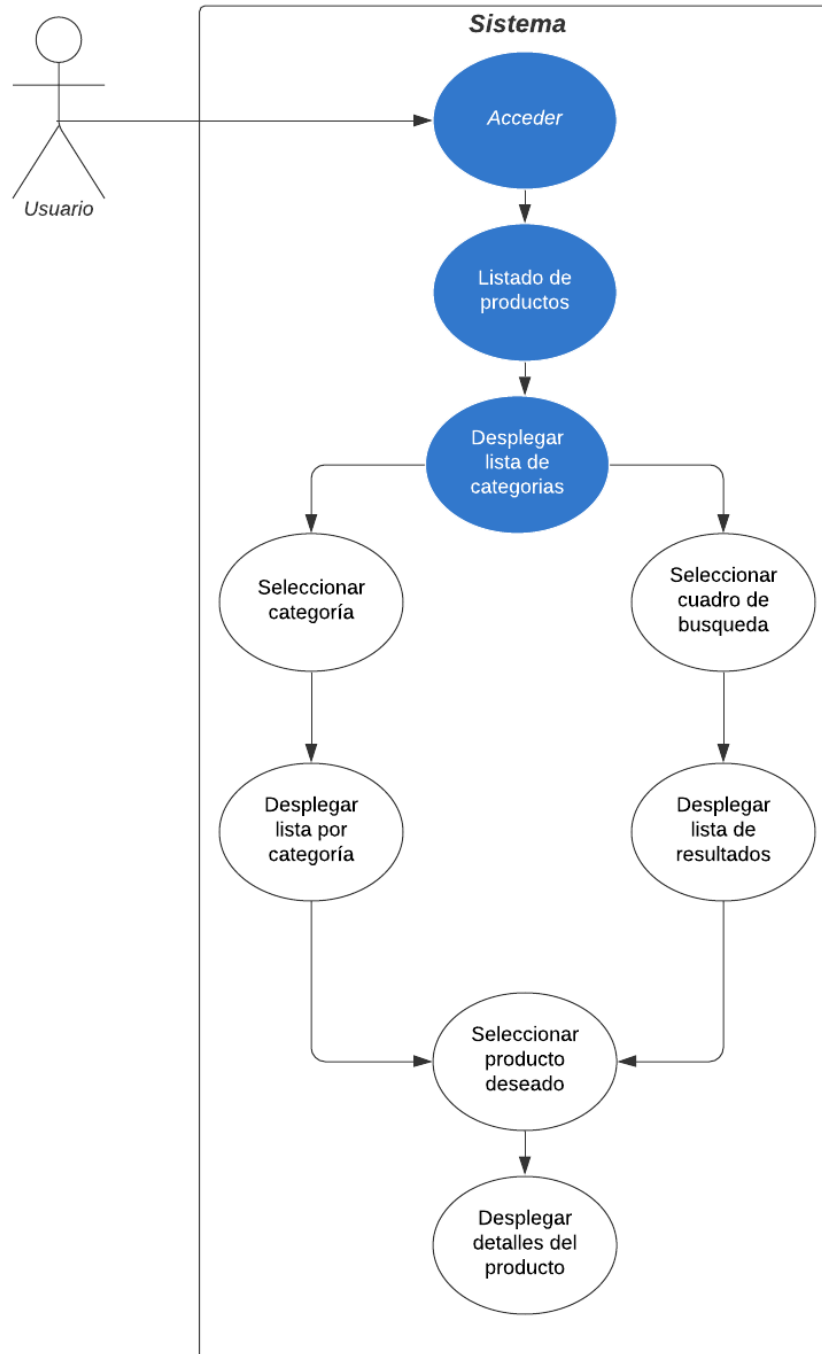 Sistema
Acceder
Usuario
Listado de
productos
Desplegar
lista de
categorias
Seleccionar
categoría
Seleccionar
cuadro de
busqueda
Desplegar
lista por
categoría
Desplegar
lista de
resultados
Seleccionar
producto
deseado
Desplegar
detalles del
producto